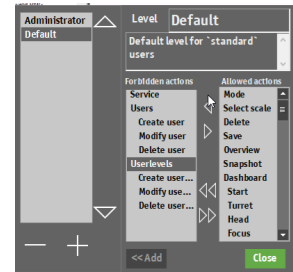 Administrator
Default
Level Default
Default level for `standard`
users
Forbidden actions
Service
Users
Create user
Modify user
Delete user
Userlevels
Create user...
Modify use...
Delete user...
Allowed actions
Mode
Select scale
Delete
Save
Overview
Snapshot
Dashboard
Start
Turret
Head
Focus
<< Add
Close